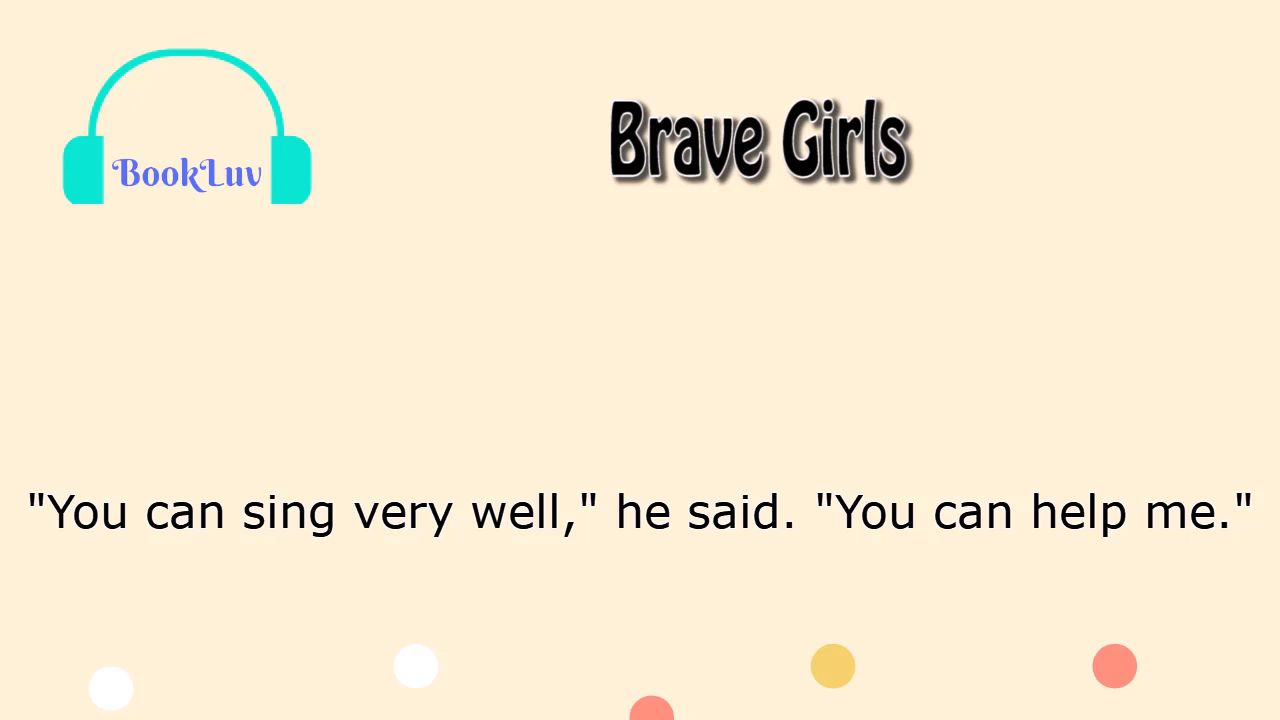 BookLuv
Brave Girls
"You can sing very well," he said. "You can help me."